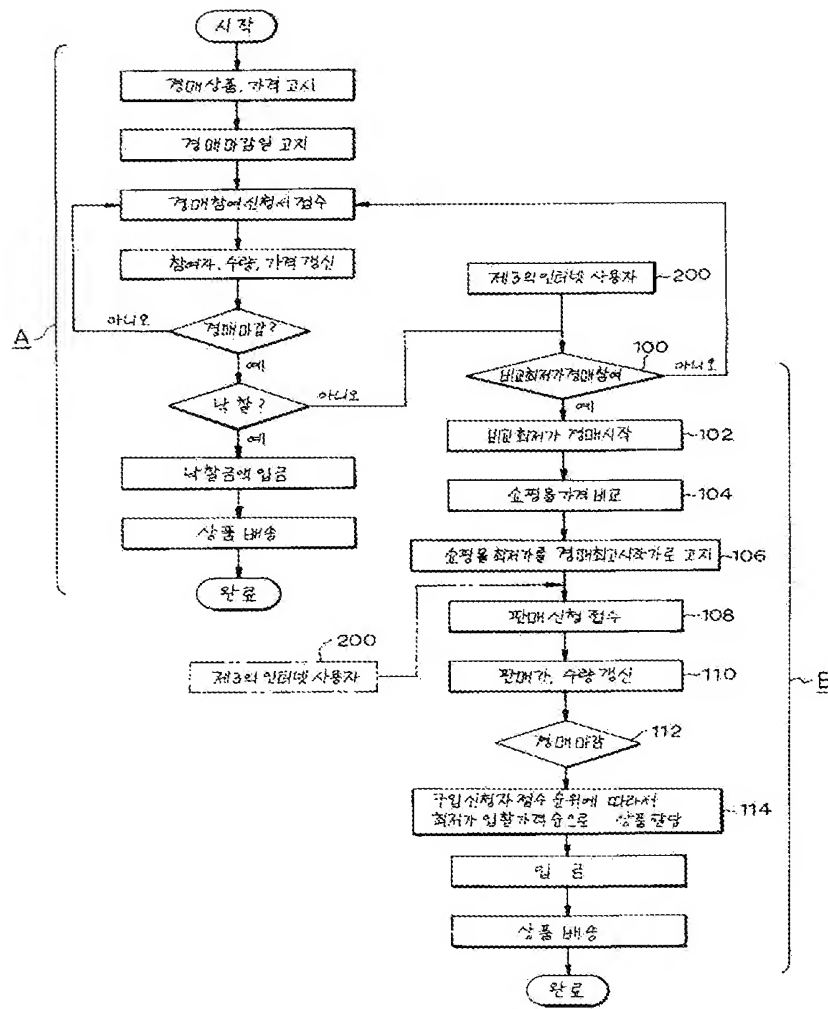 시작
경매상품, 가격 고시
경매마감일 고지
경매참여신청서 접수
참여자, 수량, 가격 갱신
제3의 인터넷 사용자
200
아니오
경매마감?
A
예
100
비교최저가경매참여
아니오
낙찰?
아니오
예
예
비교최저가 경매시작
102
낙찰금액 입금
쇼핑몰가격 비교
104
상품 배송
쇼핑몰최저가를 경매최고시작가로 고지
106
완료
판매신청 접수
108
200
제3의 인터넷 사용자
판매가, 수량 갱신
110
B
경매마감
112
구입신청자 접수 순위에 따라서
최저가 입찰가격순으로 상품 할당
114
입금
상품 배송
완료